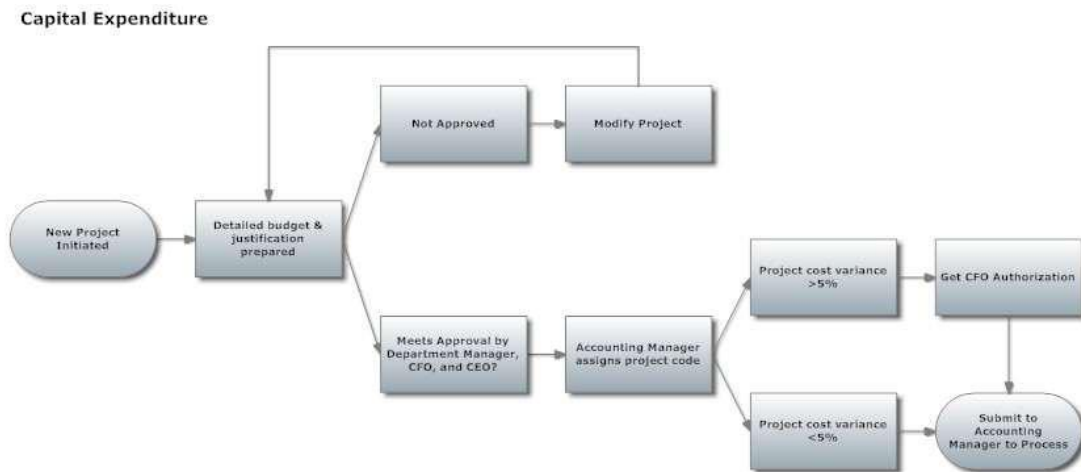 Capital Expenditure
Not Approved
Modify Project
New Project
Initiated
Detailed budget &
justification
prepared
Project cost variance
>5%
Get CFO Authorization
Meets Approval by
Department Manager,
CFO, and CEO?
Accounting Manager
assigns project code
Project cost variance
<5%
Submit to
Accounting
Manager to Process